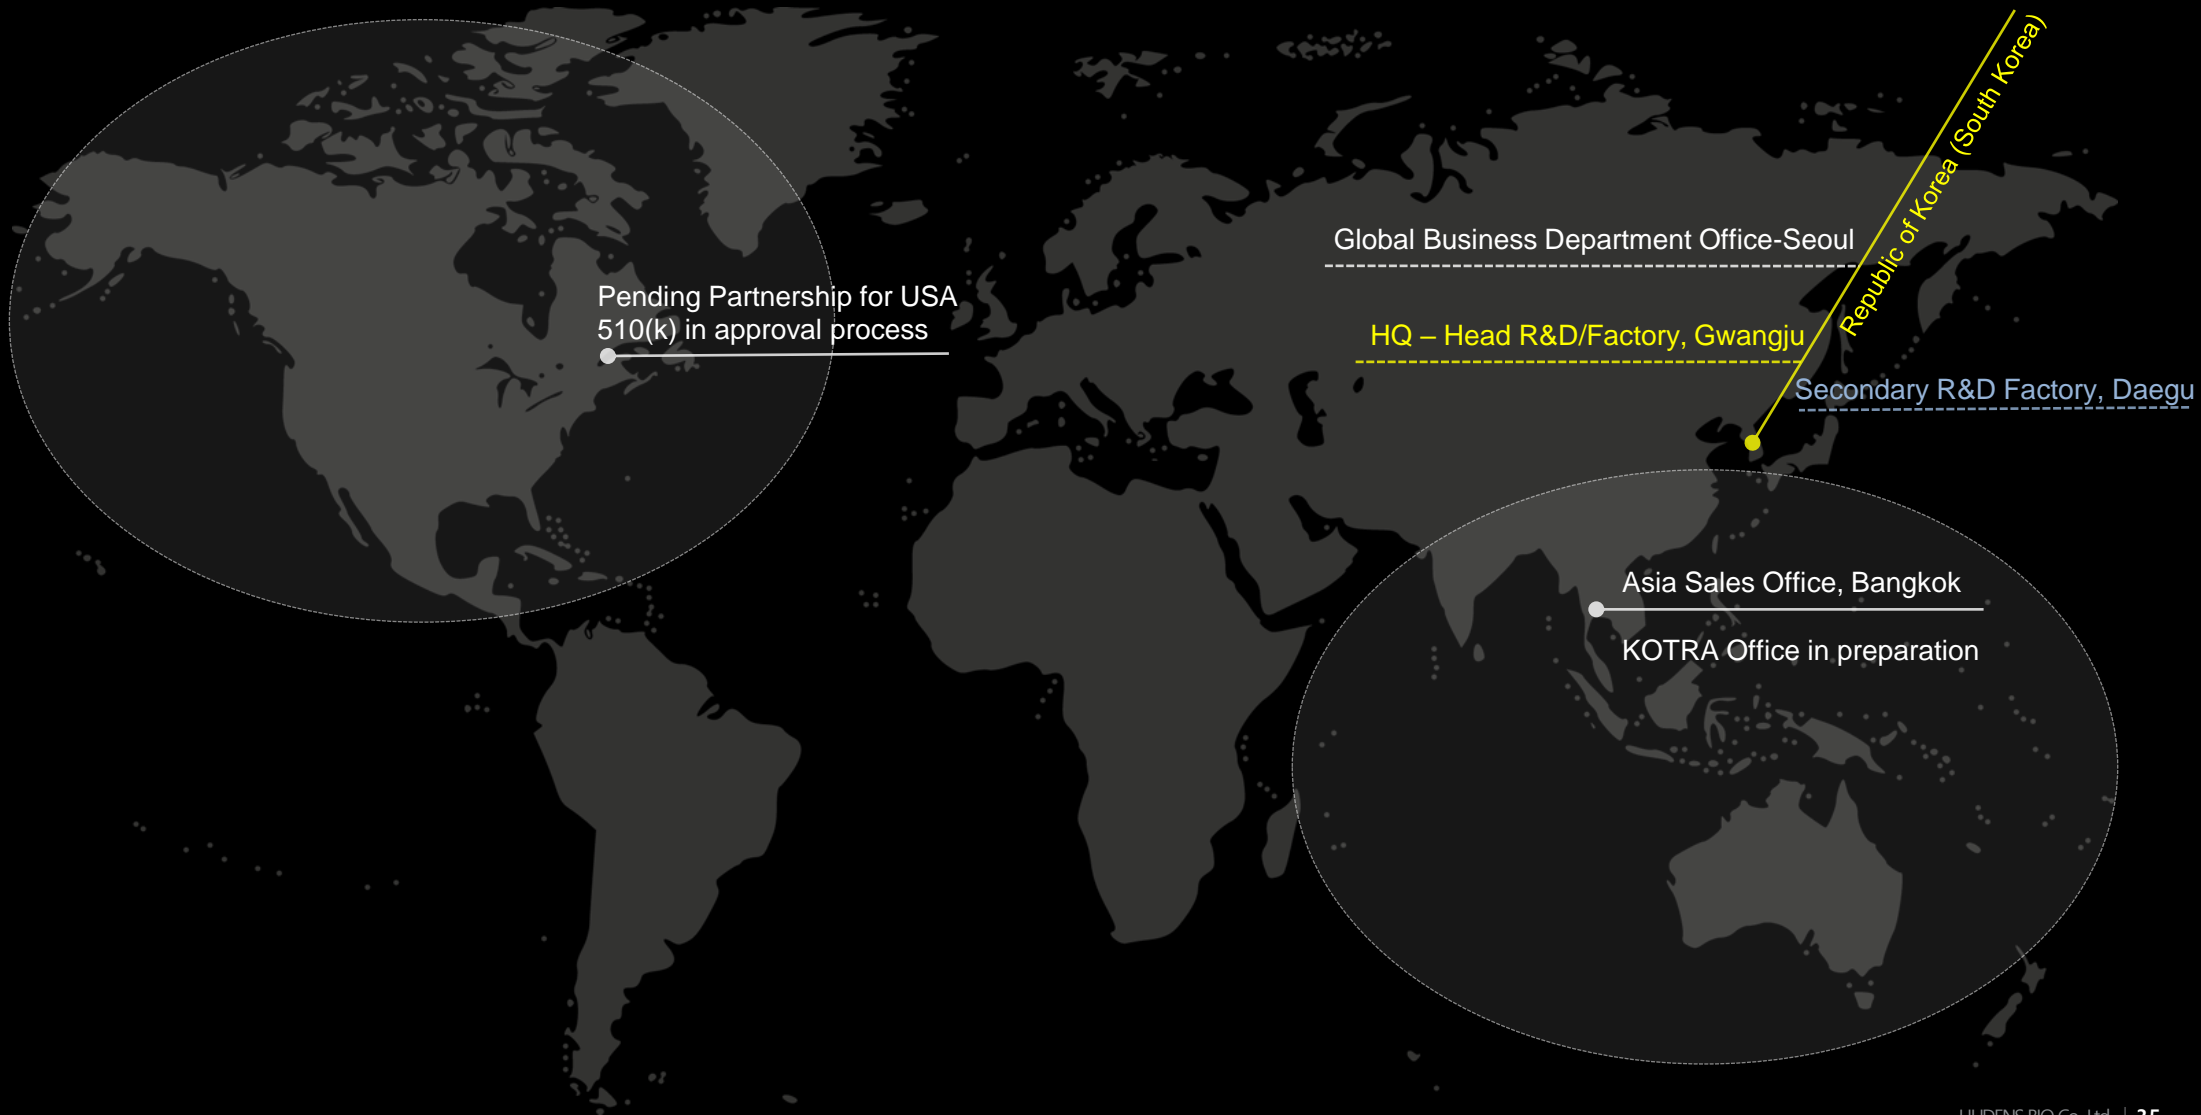 Republic of Korea (South Korea)
Global Business Department Office-Seoul
Pending Partnership for USA
510(k) in approval process
HQ – Head R&D/Factory, Gwangju
Secondary R&D Factory, Daegu
Asia Sales Office, Bangkok
KOTRA Office in preparation